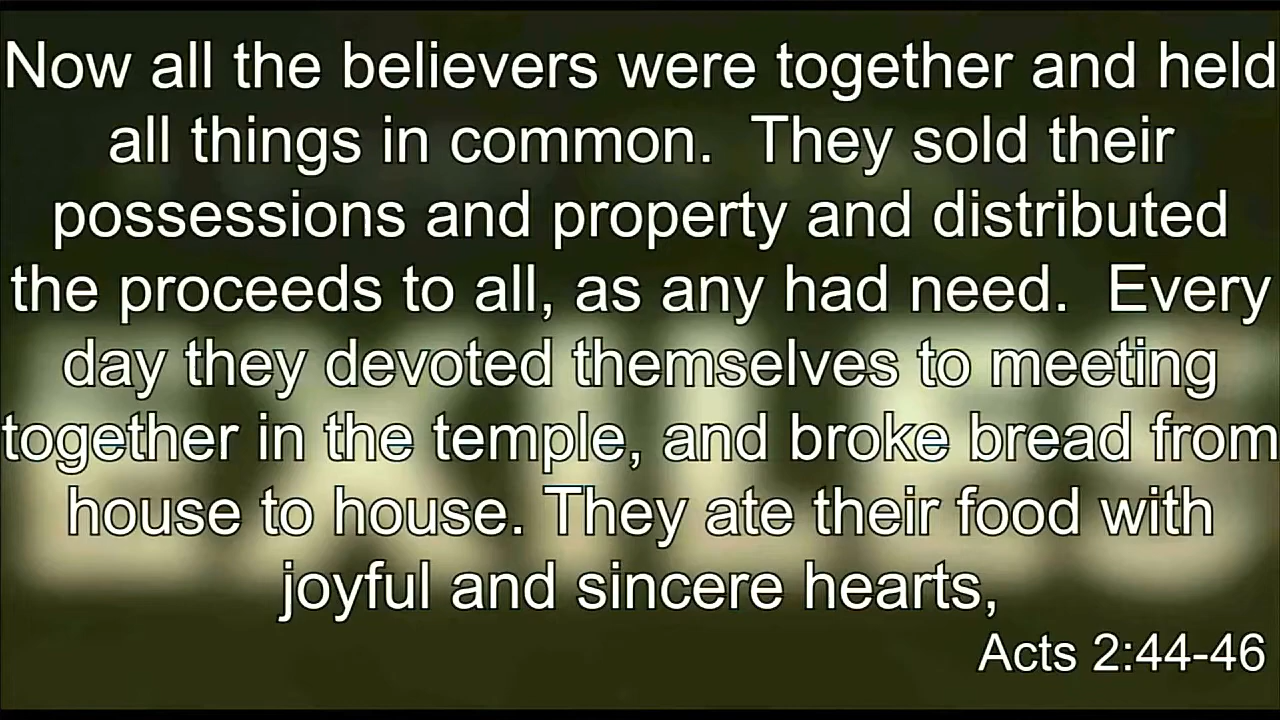 Now all the believers were together and held
all things in common.  They sold their
possessions and property and distributed
the proceeds to all, as any had need.  Every
day they devoted themselves to meeting
together in the temple, and broke bread from
house to house. They ate their food with
joyful and sincere hearts,
Acts 2:44-46